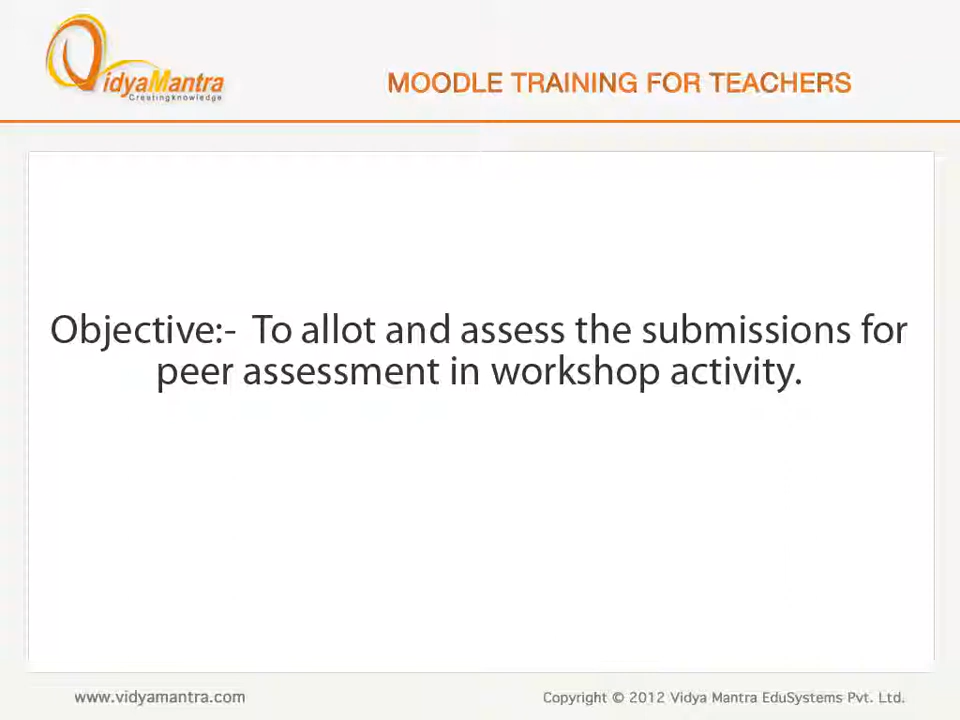 VidyaMantra
Creatingknowledge
MOODLE TRAINING FOR TEACHERS
Objective:- To allot and assess the submissions for
peer assessment in workshop activity.
www.vidyamantra.com
Copyright © 2012 Vidya Mantra EduSystems Pvt. Ltd.